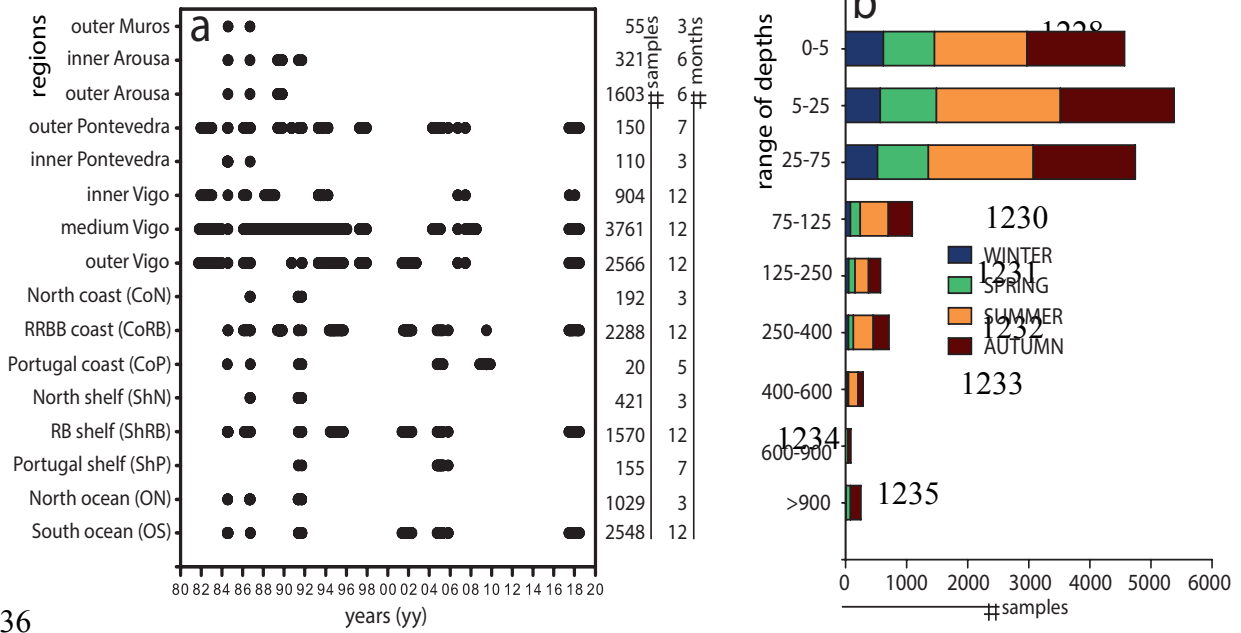 a
regions
outer Muros 55 3
inner Arousa 321 6
outer Arousa 1603 6
outer Pontevedra 150 7
inner Pontevedra 110 3
inner Vigo 904 12
medium Vigo 3761 12
outer Vigo 2566 12
North coast (CoN) 192 3
RRBB coast (CoRB) 2288 12
Portugal coast (CoP) 20 5
North shelf (ShN) 421 3
RB shelf (ShRB) 1570 12
Portugal shelf (ShP) 155 7
North ocean (ON) 1029 3
South ocean (OS) 2548 12
# samples
# months
80 82 84 86 88 90 92 94 96 98 00 02 04 06 08 10 12 14 16 18 20
years (yy)
36
b
range of depths
1228
0-5
5-25
25-75
75-125
1230
125-250
1231
250-400
1232
400-600
1233
600-900
1234
>900
1235
WINTER
SPRING
SUMMER
AUTUMN
0 1000 2000 3000 4000 5000 6000
# samples